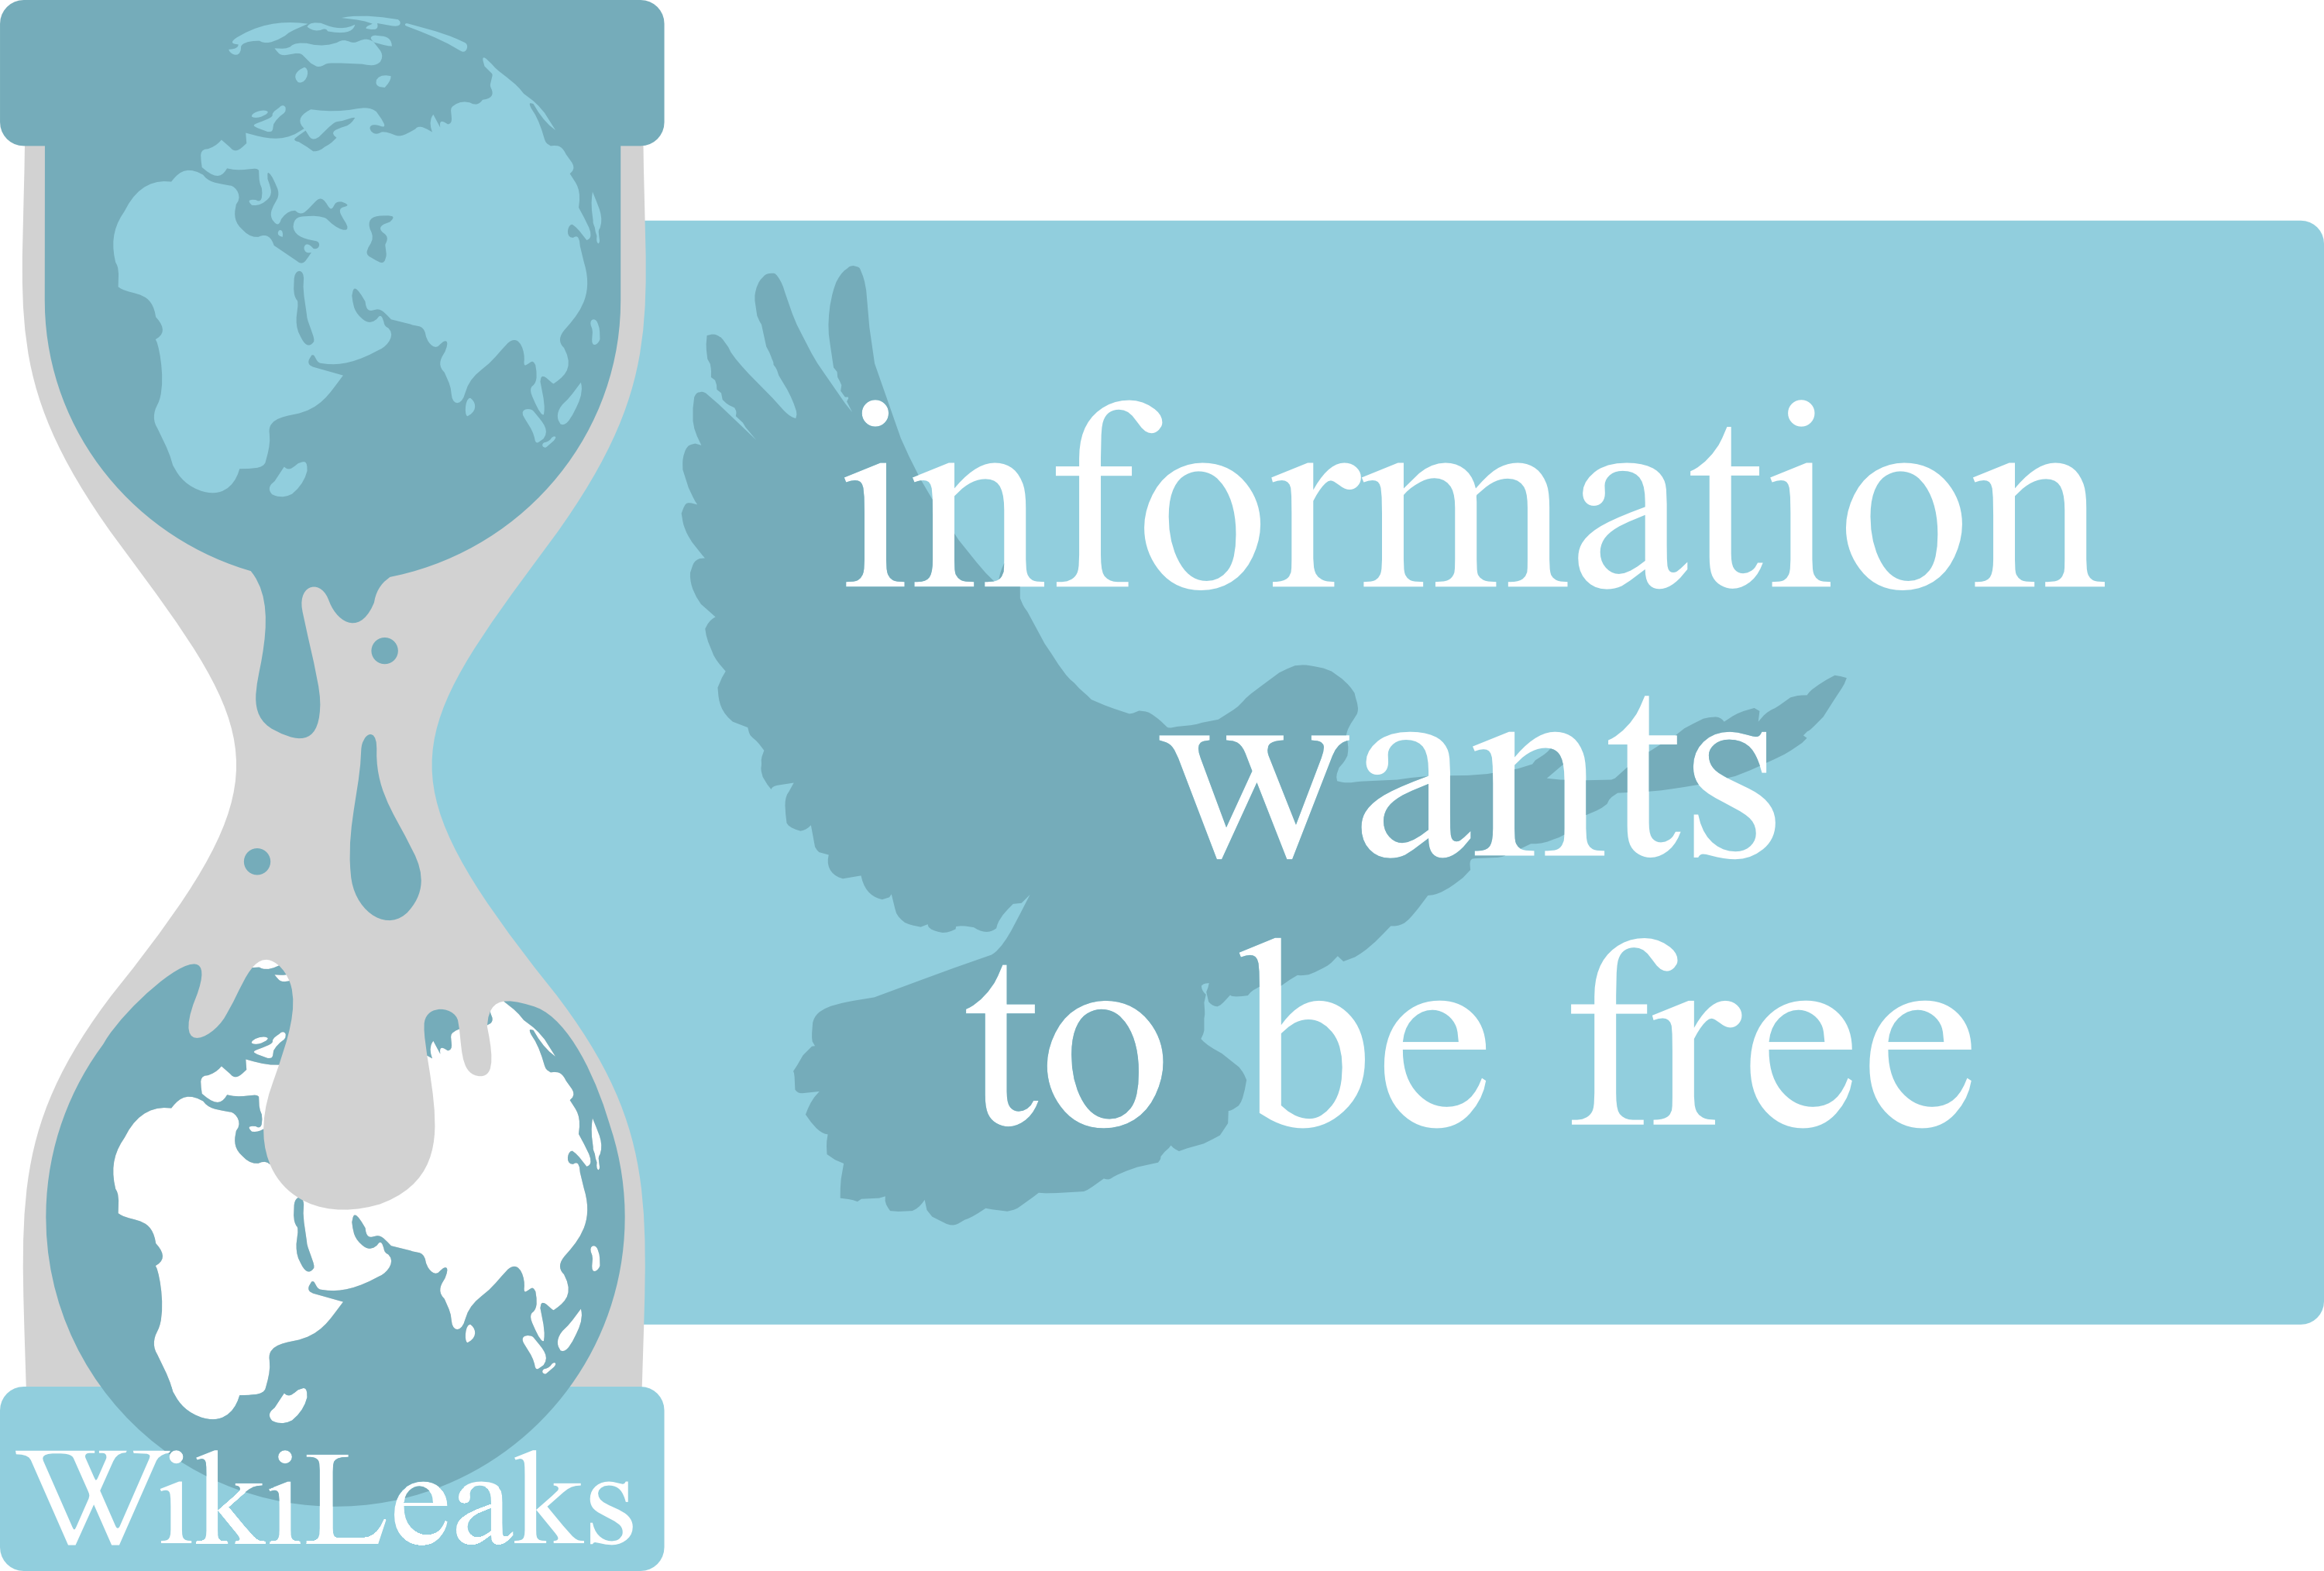 information
wants
to be free
WikiLeaks